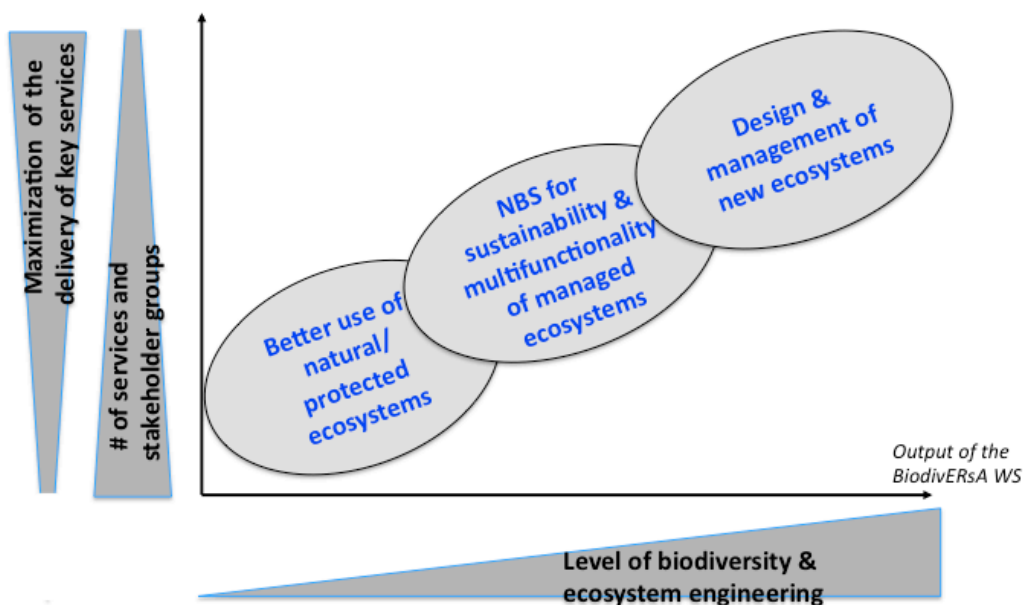 Maximization of the
delivery of key services
# of services and
stakeholder groups
Design &
management of
new ecosystems
NBS for
sustainability &
multifunctionality
of managed
ecosystems
Better use of
natural/
protected
ecosystems
Output of the
BiodivERsA WS
Level of biodiversity &
ecosystem engineering